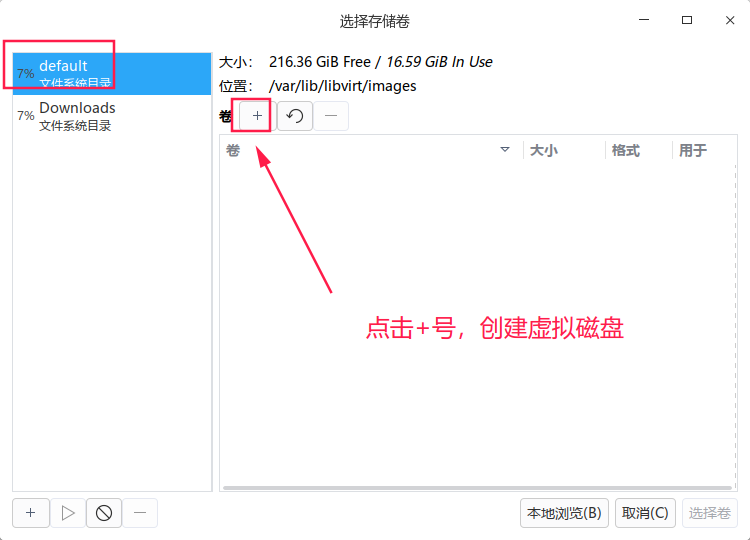 选择存储卷
7% default
文件系统目录
7% Downloads
文件系统目录
大小： 216.36 GiB Free / 16.59 GiB In Use
位置： /var/lib/libvirt/images
卷
卷 大小 格式 用于
点击+号，创建虚拟磁盘
本地浏览(B) 取消(C) 选择卷